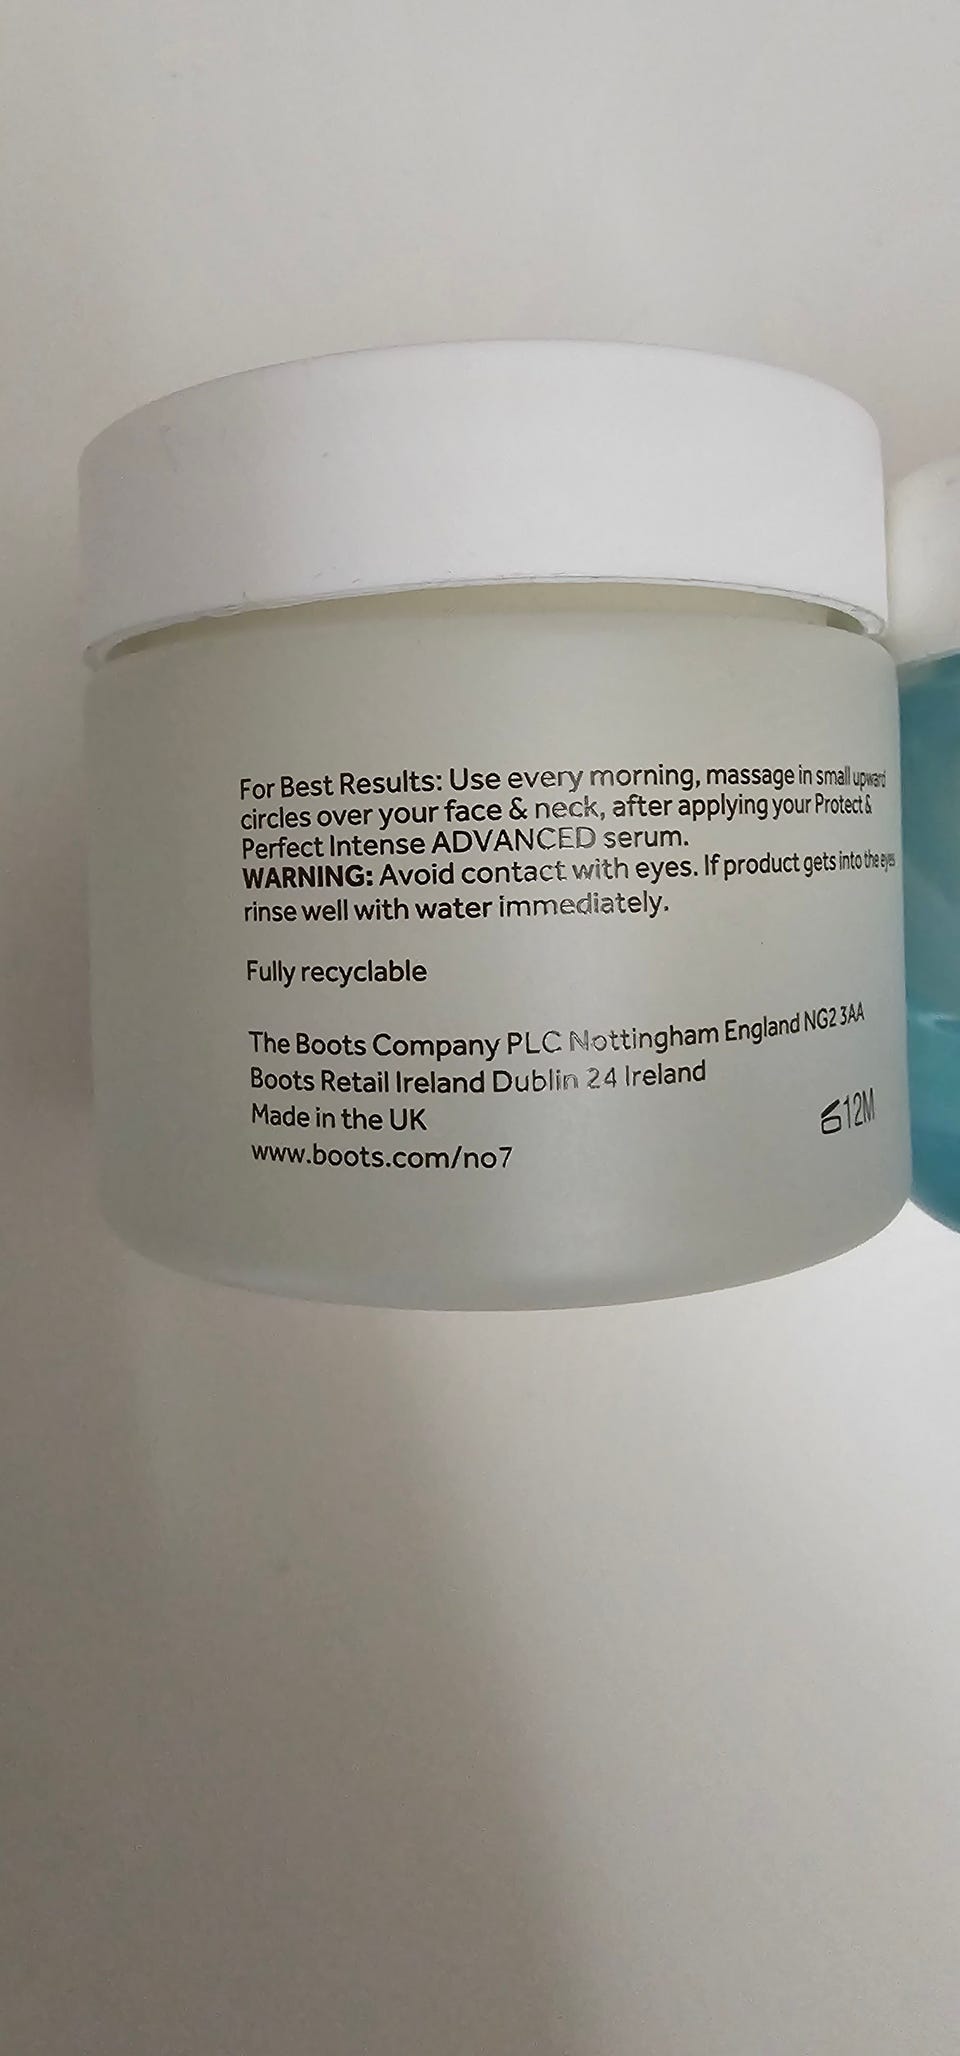 For Best Results: Use every morning, massage in small upward
circles over your face & neck, after applying your Protect &
Perfect Intense ADVANCED serum.
WARNING: Avoid contact with eyes. If product gets into the eyes
rinse well with water immediately.
Fully recyclable
The Boots Company PLC Nottingham England NG2 3AA
Boots Retail Ireland Dublin 24 Ireland
Made in the UK
12M
www.boots.com/no7